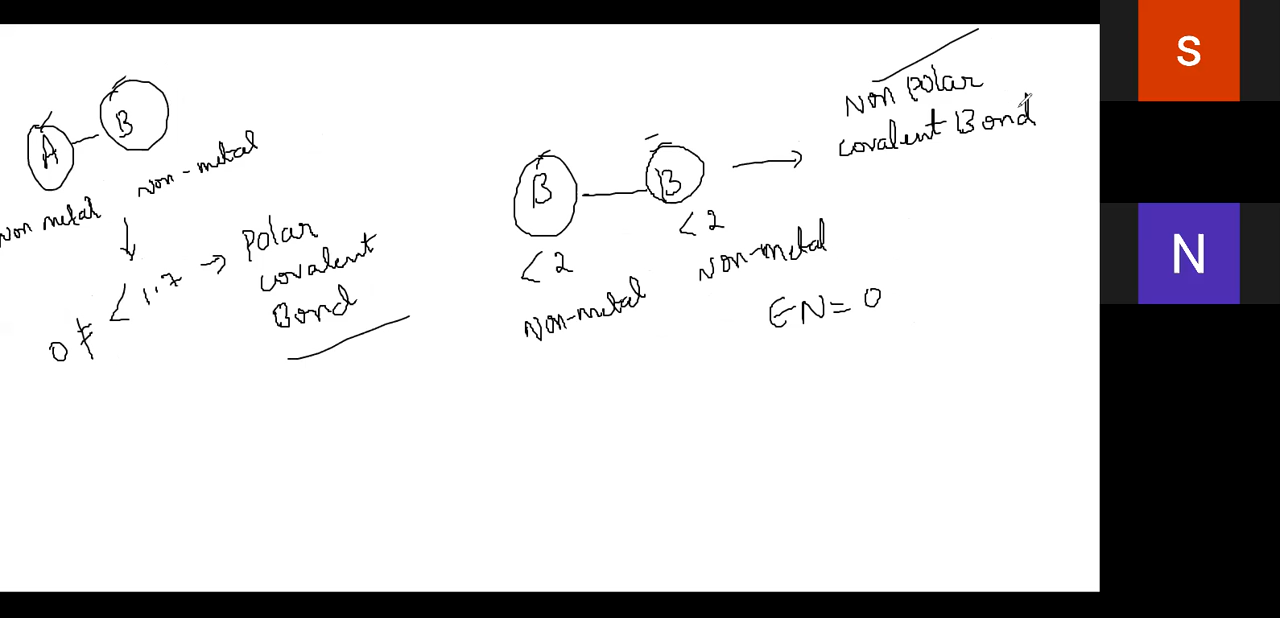 A
B
Non metal
non-metal
< 1.7 → Polar
covalent
Bond
0 ≠
B
B
< 2
< 2
Non-metal
Non-metal
EN = 0
Non polar
covalent Bond
S
N